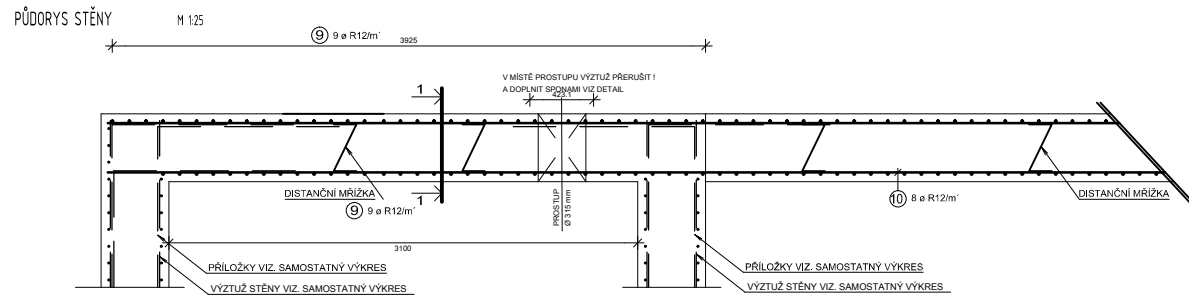 PŮDORYS STĚNY M 1:25
9 9 ø R12/m´
3925
V MÍSTĚ PROSTUPU VÝZTUŽ PŘERUŠIT !
A DOPLNIT SPONAMI VIZ DETAIL
423.1
1
1
DISTANČNÍ MŘÍŽKA
9 9 ø R12/m´
PROSTUP
Ø 315 mm
10 8 ø R12/m´
DISTANČNÍ MŘÍŽKA
3100
PŘÍLOŽKY VIZ. SAMOSTATNÝ VÝKRES
VÝZTUŽ STĚNY VIZ. SAMOSTATNÝ VÝKRES
PŘÍLOŽKY VIZ. SAMOSTATNÝ VÝKRES
VÝZTUŽ STĚNY VIZ. SAMOSTATNÝ VÝKRES